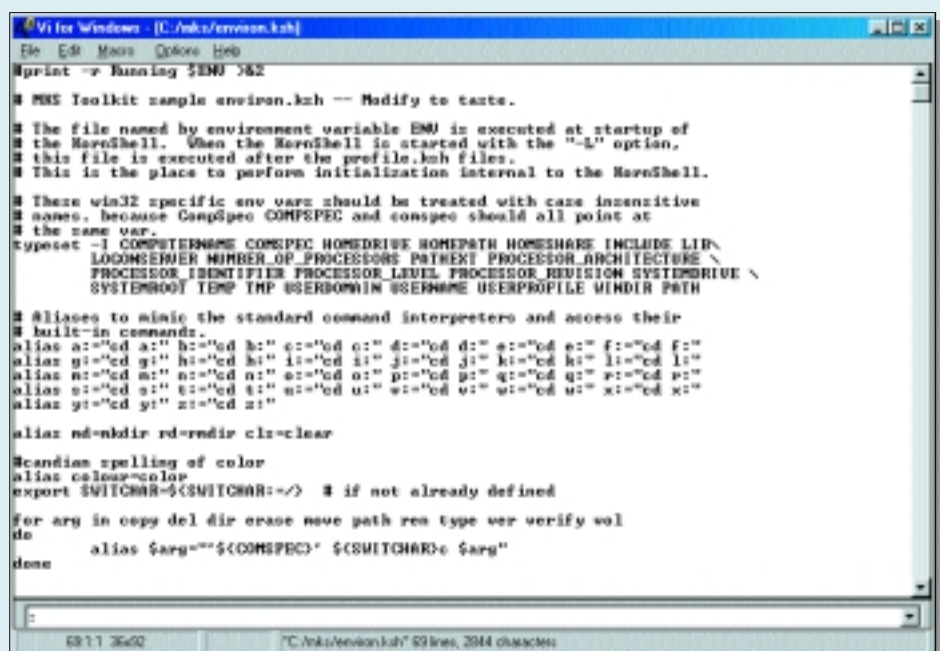 Vi for Windows - [C:/mks/environ.ksh]
File Edit Macro Options Help
#print -r Running $ENV >&2
# MKS Toolkit sample environ.ksh -- Modify to taste.
# The file named by environment variable ENV is executed at startup of
# the KornShell. When the KornShell is started with the "-L" option,
# this file is executed after the profile.ksh files.
# This is the place to perform initialization internal to the KornShell.
# These win32 specific env vars should be treated with case insensitive
# names, because CompSpec COMPSPEC and comspec should all point at
# the same var.
typeset -I COMPUTERNAME COMSPEC HOMEDRIVE HOMEPATH HOMESHARE INCLUDE LIB\
LOGONSERVER NUMBER_OF_PROCESSORS PATHEXT PROCESSOR_ARCHITECTURE \
PROCESSOR_IDENTIFIER PROCESSOR_LEVEL PROCESSOR_REVISION SYSTEMDRIVE \
SYSTEMROOT TEMP TMP USERDOMAIN USERNAME USERPROFILE WINDIR PATH
# Aliases to mimic the standard command interpreters and access their
# built-in commands.
alias a:="cd a:" b:="cd b:" c:="cd c:" d:="cd d:" e:="cd e:" f:="cd f:"
alias g:="cd g:" h:="cd h:" i:="cd i:" j:="cd j:" k:="cd k:" l:="cd l:"
alias m:="cd m:" n:="cd n:" o:="cd o:" p:="cd p:" q:="cd q:" r:="cd r:"
alias s:="cd s:" t:="cd t:" u:="cd u:" v:="cd v:" w:="cd w:" x:="cd x:"
alias y:="cd y:" z:="cd z:"
alias md=mkdir rd=rmdir cls=clear
#candian spelling of color
alias colour=color
export SWITCHAR=${SWITCHAR:-/} # if not already defined
for arg in copy del dir erase move path ren type ver verify vol
do
alias $arg="'${COMSPEC}' ${SWITCHAR}c $arg"
done
:
69:1:1 36x92 "C:/mks/environ.ksh" 69 lines, 2844 characters